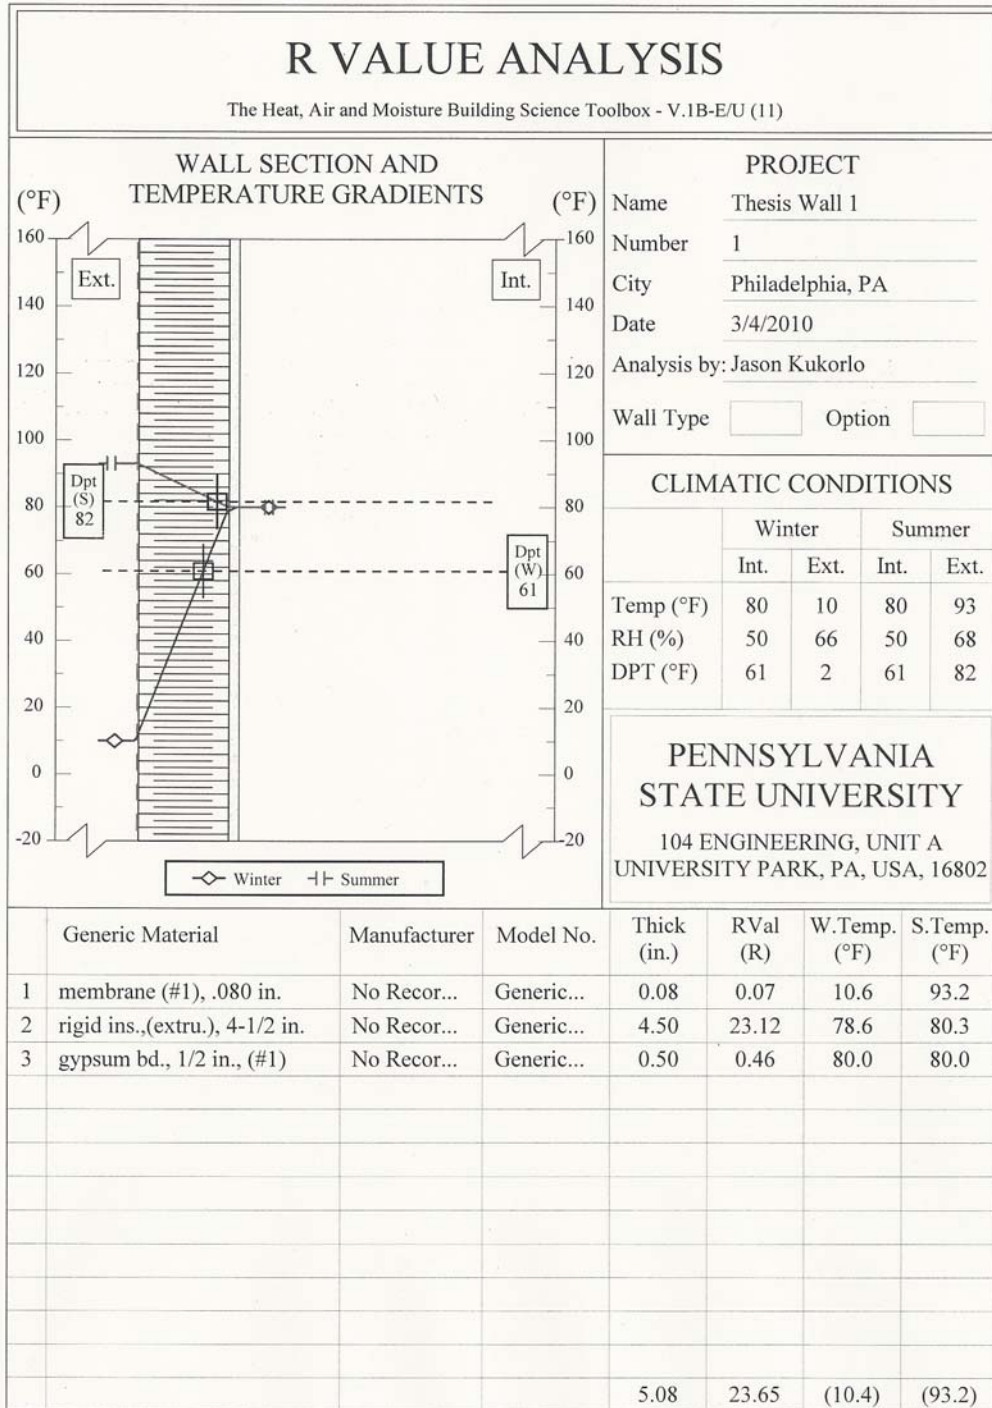 R VALUE ANALYSIS
The Heat, Air and Moisture Building Science Toolbox - V.1B-E/U (11)
WALL SECTION AND
TEMPERATURE GRADIENTS
(°F)
(°F)
160
140
120
100
80
60
40
20
0
-20
Ext.
Int.
160
140
120
100
80
60
40
20
0
-20
Dpt
(S)
82
Dpt
(W)
61
Winter Summer
PROJECT
Name Thesis Wall 1
Number 1
City Philadelphia, PA
Date 3/4/2010
Analysis by: Jason Kukorlo
Wall Type Option
CLIMATIC CONDITIONS
Winter Summer
Int. Ext. Int. Ext.
Temp (°F) 80 10 80 93
RH (%) 50 66 50 68
DPT (°F) 61 2 61 82
PENNSYLVANIA
STATE UNIVERSITY
104 ENGINEERING, UNIT A
UNIVERSITY PARK, PA, USA, 16802
Generic Material Manufacturer Model No. Thick (in.) RVal (R) W.Temp. (°F) S.Temp. (°F)
1 membrane (#1), .080 in. No Recor... Generic... 0.08 0.07 10.6 93.2
2 rigid ins.,(extru.), 4-1/2 in. No Recor... Generic... 4.50 23.12 78.6 80.3
3 gypsum bd., 1/2 in., (#1) No Recor... Generic... 0.50 0.46 80.0 80.0
5.08 23.65 (10.4) (93.2)